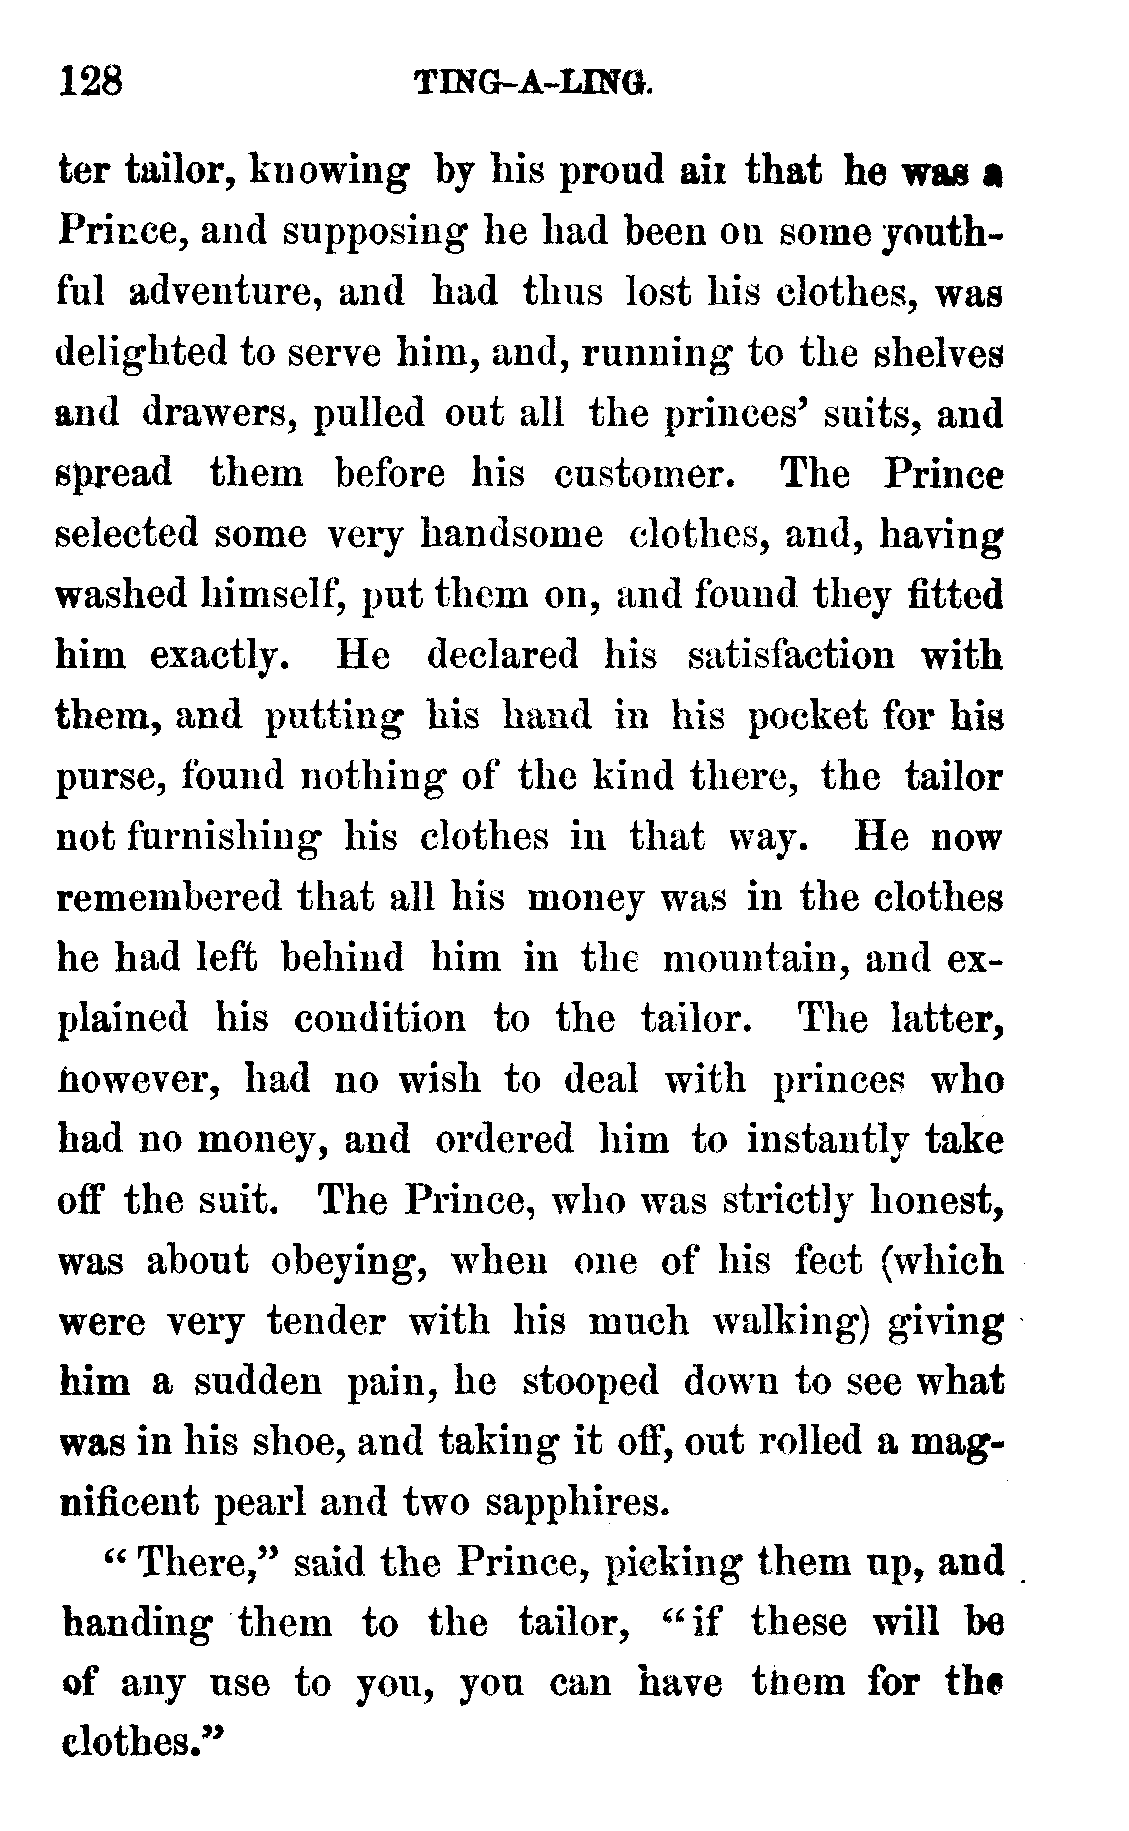 128 TING-A-LING.
ter tailor, knowing by his proud air that he was a
Prince, and supposing he had been on some youth-
ful adventure, and had thus lost his clothes, was
delighted to serve him, and, running to the shelves
and drawers, pulled out all the princes' suits, and
spread them before his customer. The Prince
selected some very handsome clothes, and, having
washed himself, put them on, and found they fitted
him exactly. He declared his satisfaction with
them, and putting his hand in his pocket for his
purse, found nothing of the kind there, the tailor
not furnishing his clothes in that way. He now
remembered that all his money was in the clothes
he had left behind him in the mountain, and ex-
plained his condition to the tailor. The latter,
however, had no wish to deal with princes who
had no money, and ordered him to instantly take
off the suit. The Prince, who was strictly honest,
was about obeying, when one of his feet (which
were very tender with his much walking) giving
him a sudden pain, he stooped down to see what
was in his shoe, and taking it off, out rolled a mag-
nificent pearl and two sapphires.
"There," said the Prince, picking them up, and
handing them to the tailor, "if these will be
of any use to you, you can have them for the
clothes."